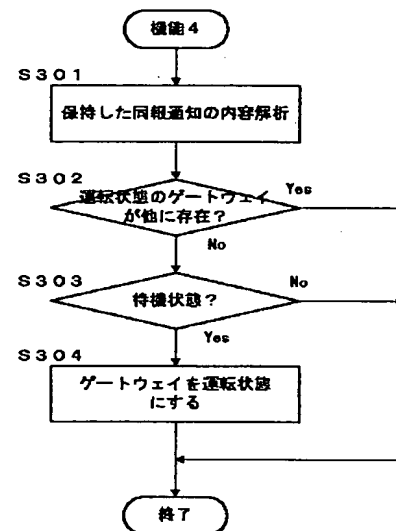 機能4
S301
保持した同報通知の内容解析
S302
運転状態のゲートウェイ
が他に存在?
Yes
No
S303
待機状態?
No
Yes
S304
ゲートウェイを運転状態
にする
終了